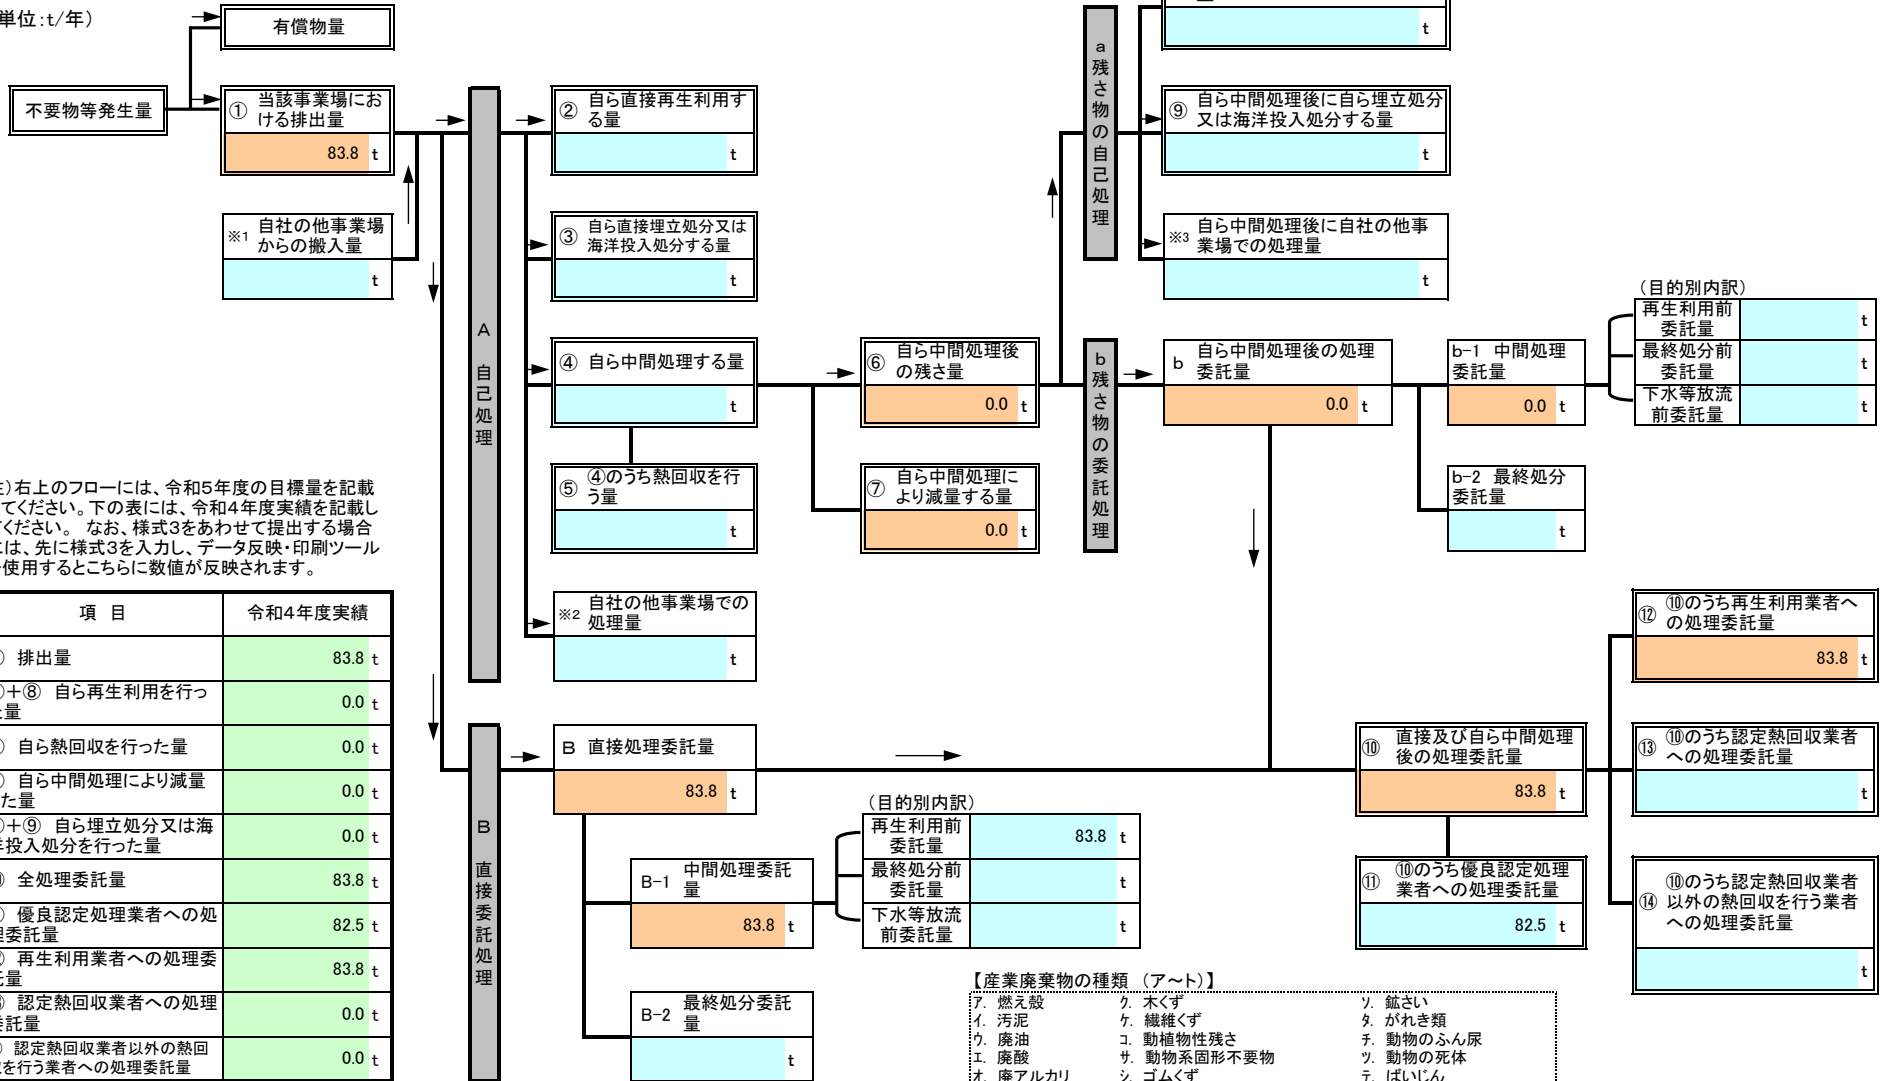 単位:t/年)
有償物量
不要物等発生量
① 当該事業場にお
ける排出量
83.8 t
※1 自社の他事業場
からの搬入量
t
A 自己処理
② 自ら直接再生利用す
る量
t
③ 自ら直接埋立処分又は
海洋投入処分する量
t
④ 自ら中間処理する量
t
⑤ ④のうち熱回収を行
う量
t
※2 自社の他事業場での
処理量
t
⑥ 自ら中間処理後
の残さ量
0.0 t
⑦ 自ら中間処理に
より減量する量
0.0 t
a 残さ物の自己処理
t
⑨ 自ら中間処理後に自ら埋立処分
又は海洋投入処分する量
t
※3 自ら中間処理後に自社の他事
業場での処理量
t
b 残さ物の委託処理
b 自ら中間処理後の処理
委託量
0.0 t
b-1 中間処理
委託量
0.0 t
b-2 最終処分
委託量
t
(目的別内訳)
再生利用前
委託量
t
最終処分前
委託量
t
下水等放流
前委託量
t
)右上のフローには、令和5年度の目標量を記載
てください。下の表には、令和4年度実績を記載し
ください。 なお、様式3をあわせて提出する場合
は、先に様式3を入力し、データ反映・印刷ツール
使用するとこちらに数値が反映されます。
項 目 令和4年度実績
) 排出量 83.8 t
)+⑧ 自ら再生利用を行っ
量 0.0 t
) 自ら熱回収を行った量 0.0 t
) 自ら中間処理により減量
た量 0.0 t
)+⑨ 自ら埋立処分又は海
投入処分を行った量 0.0 t
) 全処理委託量 83.8 t
) 優良認定処理業者への処
委託量 82.5 t
) 再生利用業者への処理委
量 83.8 t
) 認定熱回収業者への処理
託量 0.0 t
) 認定熱回収業者以外の熱回
を行う業者への処理委託量 0.0 t
B 直接委託処理
B 直接処理委託量
83.8 t
B-1 中間処理委託
量
83.8 t
B-2 最終処分委託
量
t
(目的別内訳)
再生利用前
委託量
83.8 t
最終処分前
委託量
t
下水等放流
前委託量
t
⑩ 直接及び自ら中間処理
後の処理委託量
83.8 t
⑪ ⑩のうち優良認定処理
業者への処理委託量
82.5 t
⑫ ⑩のうち再生利用業者へ
の処理委託量
83.8 t
⑬ ⑩のうち認定熱回収業者
への処理委託量
t
⑭ ⑩のうち認定熱回収業者
以外の熱回収を行う業者
への処理委託量
t
【産業廃棄物の種類 (ア～ト)】
ア. 燃え殻 ク. 木くず ソ. 鉱さい
イ. 汚泥 ケ. 繊維くず タ. がれき類
ウ. 廃油 コ. 動植物性残さ チ. 動物のふん尿
エ. 廃酸 サ. 動物系固形不要物 ツ. 動物の死体
オ. 廃アルカリ シ. ゴムくず テ. ばいじん